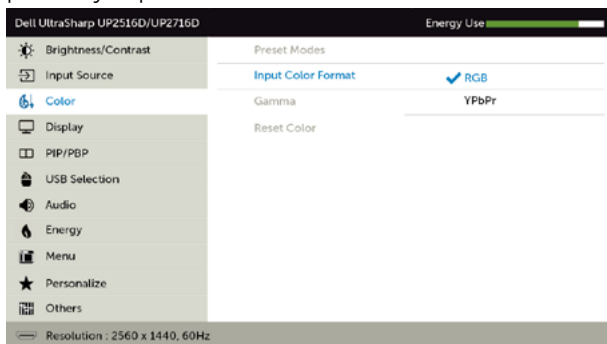 Dell UltraSharp UP2516D/UP2716D Energy Use
Brightness/Contrast Preset Modes
Input Source Input Color Format RGB
Color Gamma YPbPr
Display Reset Color
PIP/PBP
USB Selection
Audio
Energy
Menu
Personalize
Others
Resolution : 2560 x 1440, 60Hz